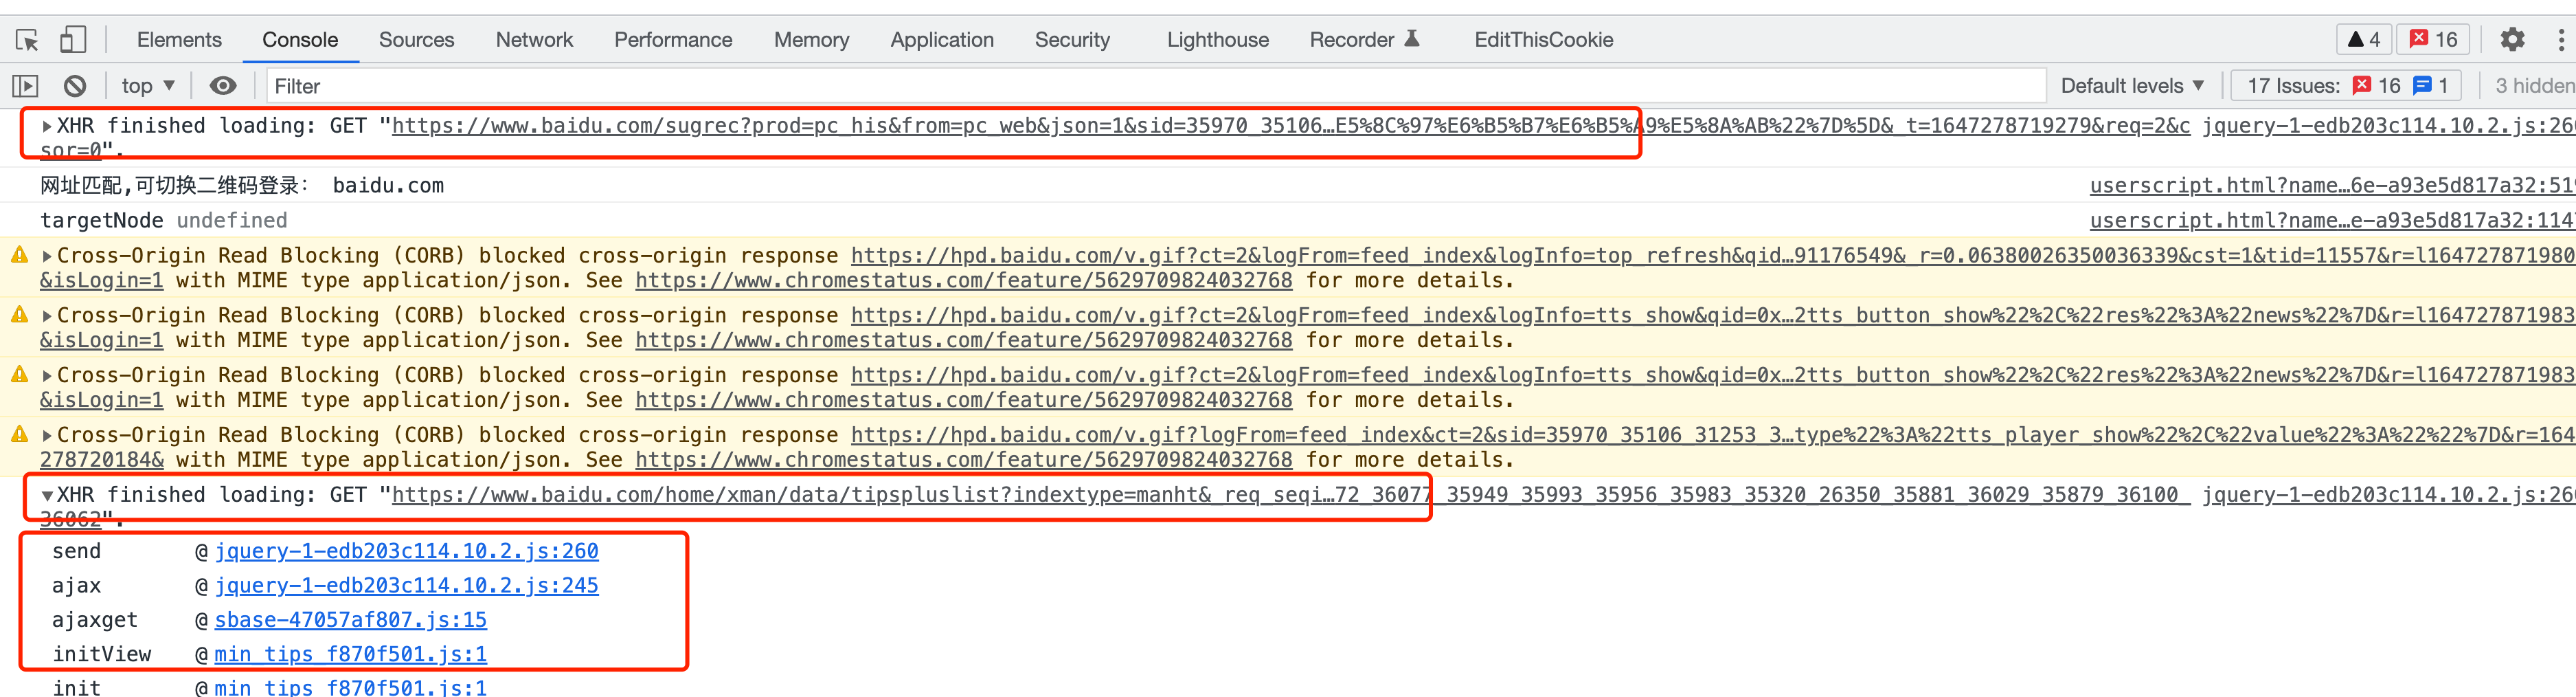 Elements Console Sources Network Performance Memory Application Security Lighthouse Recorder EditThisCookie 4 16
top Filter Default levels 17 Issues: 16 1 3 hidden
XHR finished loading: GET "https://www.baidu.com/sugrec?prod=pc_his&from=pc_web&json=1&sid=35970_35106…E5%8C%97%E6%B5%B7%E6%B5%A9%E5%8A%AB%22%7D%5D&_t=1647278719279&req=2&c jquery-1-edb203c114.10.2.js:26
sor=0".
网址匹配,可切换二维码登录： baidu.com userscript.html?name…6e-a93e5d817a32:51
targetNode undefined userscript.html?name…e-a93e5d817a32:114
Cross-Origin Read Blocking (CORB) blocked cross-origin response https://hpd.baidu.com/v.gif?ct=2&logFrom=feed_index&logInfo=top_refresh&qid…91176549&_r=0.06380026350036339&cst=1&tid=11557&r=l164727871980
&isLogin=1 with MIME type application/json. See https://www.chromestatus.com/feature/5629709824032768 for more details.
Cross-Origin Read Blocking (CORB) blocked cross-origin response https://hpd.baidu.com/v.gif?ct=2&logFrom=feed_index&logInfo=tts_show&qid=0x…2tts_button_show%22%2C%22res%22%3A%22news%22%7D&r=l164727871983
&isLogin=1 with MIME type application/json. See https://www.chromestatus.com/feature/5629709824032768 for more details.
Cross-Origin Read Blocking (CORB) blocked cross-origin response https://hpd.baidu.com/v.gif?ct=2&logFrom=feed_index&logInfo=tts_show&qid=0x…2tts_button_show%22%2C%22res%22%3A%22news%22%7D&r=l164727871983
&isLogin=1 with MIME type application/json. See https://www.chromestatus.com/feature/5629709824032768 for more details.
Cross-Origin Read Blocking (CORB) blocked cross-origin response https://hpd.baidu.com/v.gif?logFrom=feed_index&ct=2&sid=35970_35106_31253_3…type%22%3A%22tts_player_show%22%2C%22value%22%3A%22%22%7D&r=164
278720184& with MIME type application/json. See https://www.chromestatus.com/feature/5629709824032768 for more details.
XHR finished loading: GET "https://www.baidu.com/home/xman/data/tipspluslist?indextype=manht&_req_seqi…72_36077_35949_35993_35956_35983_35320_26350_35881_36029_35879_36100_ jquery-1-edb203c114.10.2.js:26
36062".
send @ jquery-1-edb203c114.10.2.js:260
ajax @ jquery-1-edb203c114.10.2.js:245
ajaxget @ sbase-47057af807.js:15
initView @ min_tips_f870f501.js:1
init @ min_tips_f870f501.js:1